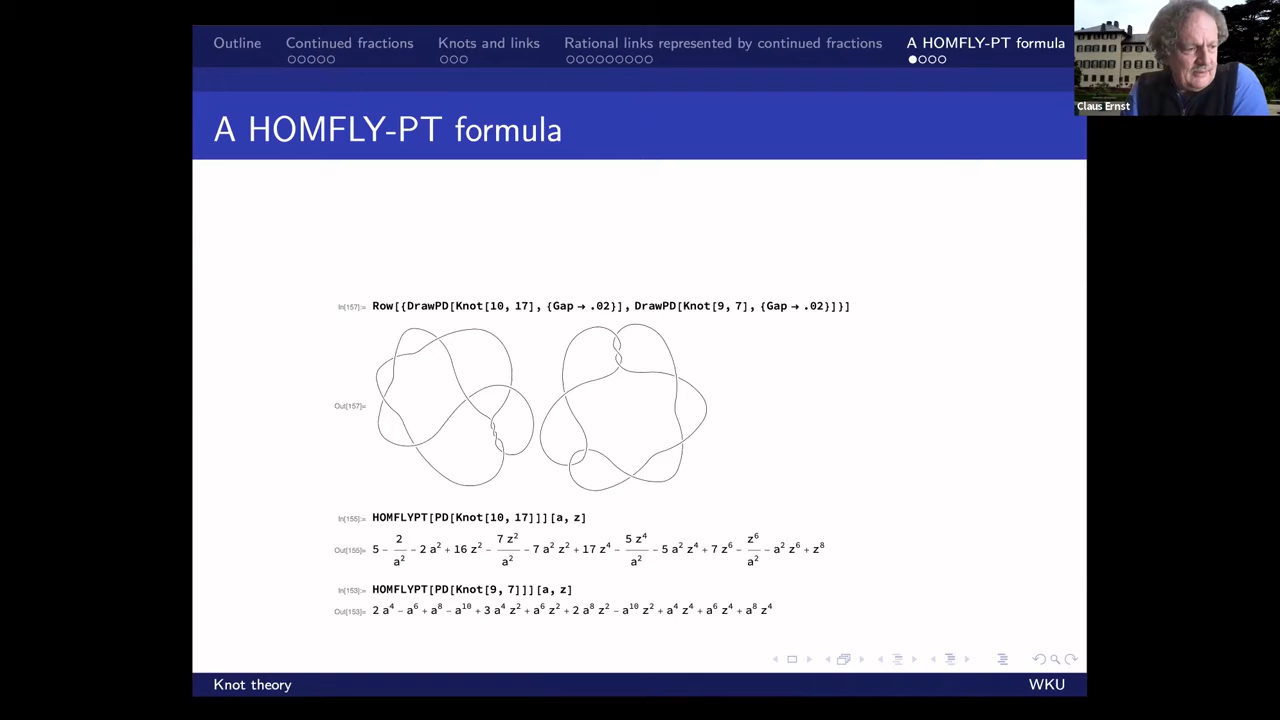 Outline Continued fractions Knots and links Rational links represented by continued fractions A HOMFLY-PT formula
Claus Ernst
A HOMFLY-PT formula
In[157]:= Row[{DrawPD[Knot[10, 17], {Gap → .02}], DrawPD[Knot[9, 7], {Gap → .02}]}]
Out[157]=
In[155]:= HOMFLYPT[PD[Knot[10, 17]]][a, z]
Out[155]= 5 - 2/a² - 2 a² + 16 z² - 7 z²/a² - 7 a² z² + 17 z⁴ - 5 z⁴/a² - 5 a² z⁴ + 7 z⁶ - z⁶/a² - a² z⁶ + z⁸
In[153]:= HOMFLYPT[PD[Knot[9, 7]]][a, z]
Out[153]= 2 a⁴ - a⁶ + a⁸ - a¹⁰ + 3 a⁴ z² + a⁶ z² + 2 a⁸ z² - a¹⁰ z² + a⁴ z⁴ + a⁶ z⁴ + a⁸ z⁴
Knot theory WKU